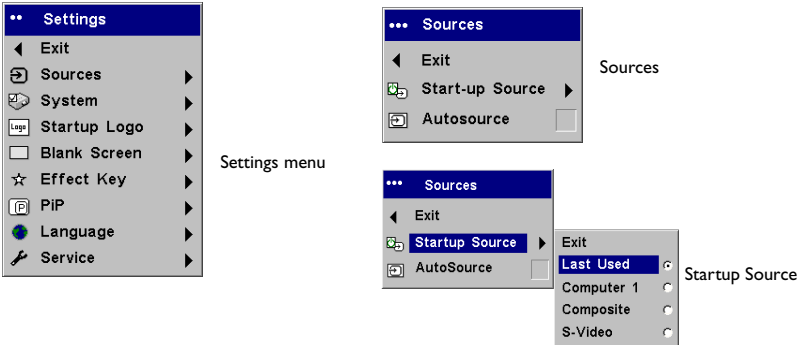 Settings
Exit
Sources
System
Logo Startup Logo
Blank Screen
Effect Key
P PiP
Language
Service
Settings menu
Sources
Exit
Start-up Source
Autosource
Sources
Sources
Exit
Startup Source
AutoSource
Exit
Last Used
Computer 1
Composite
S-Video
Startup Source